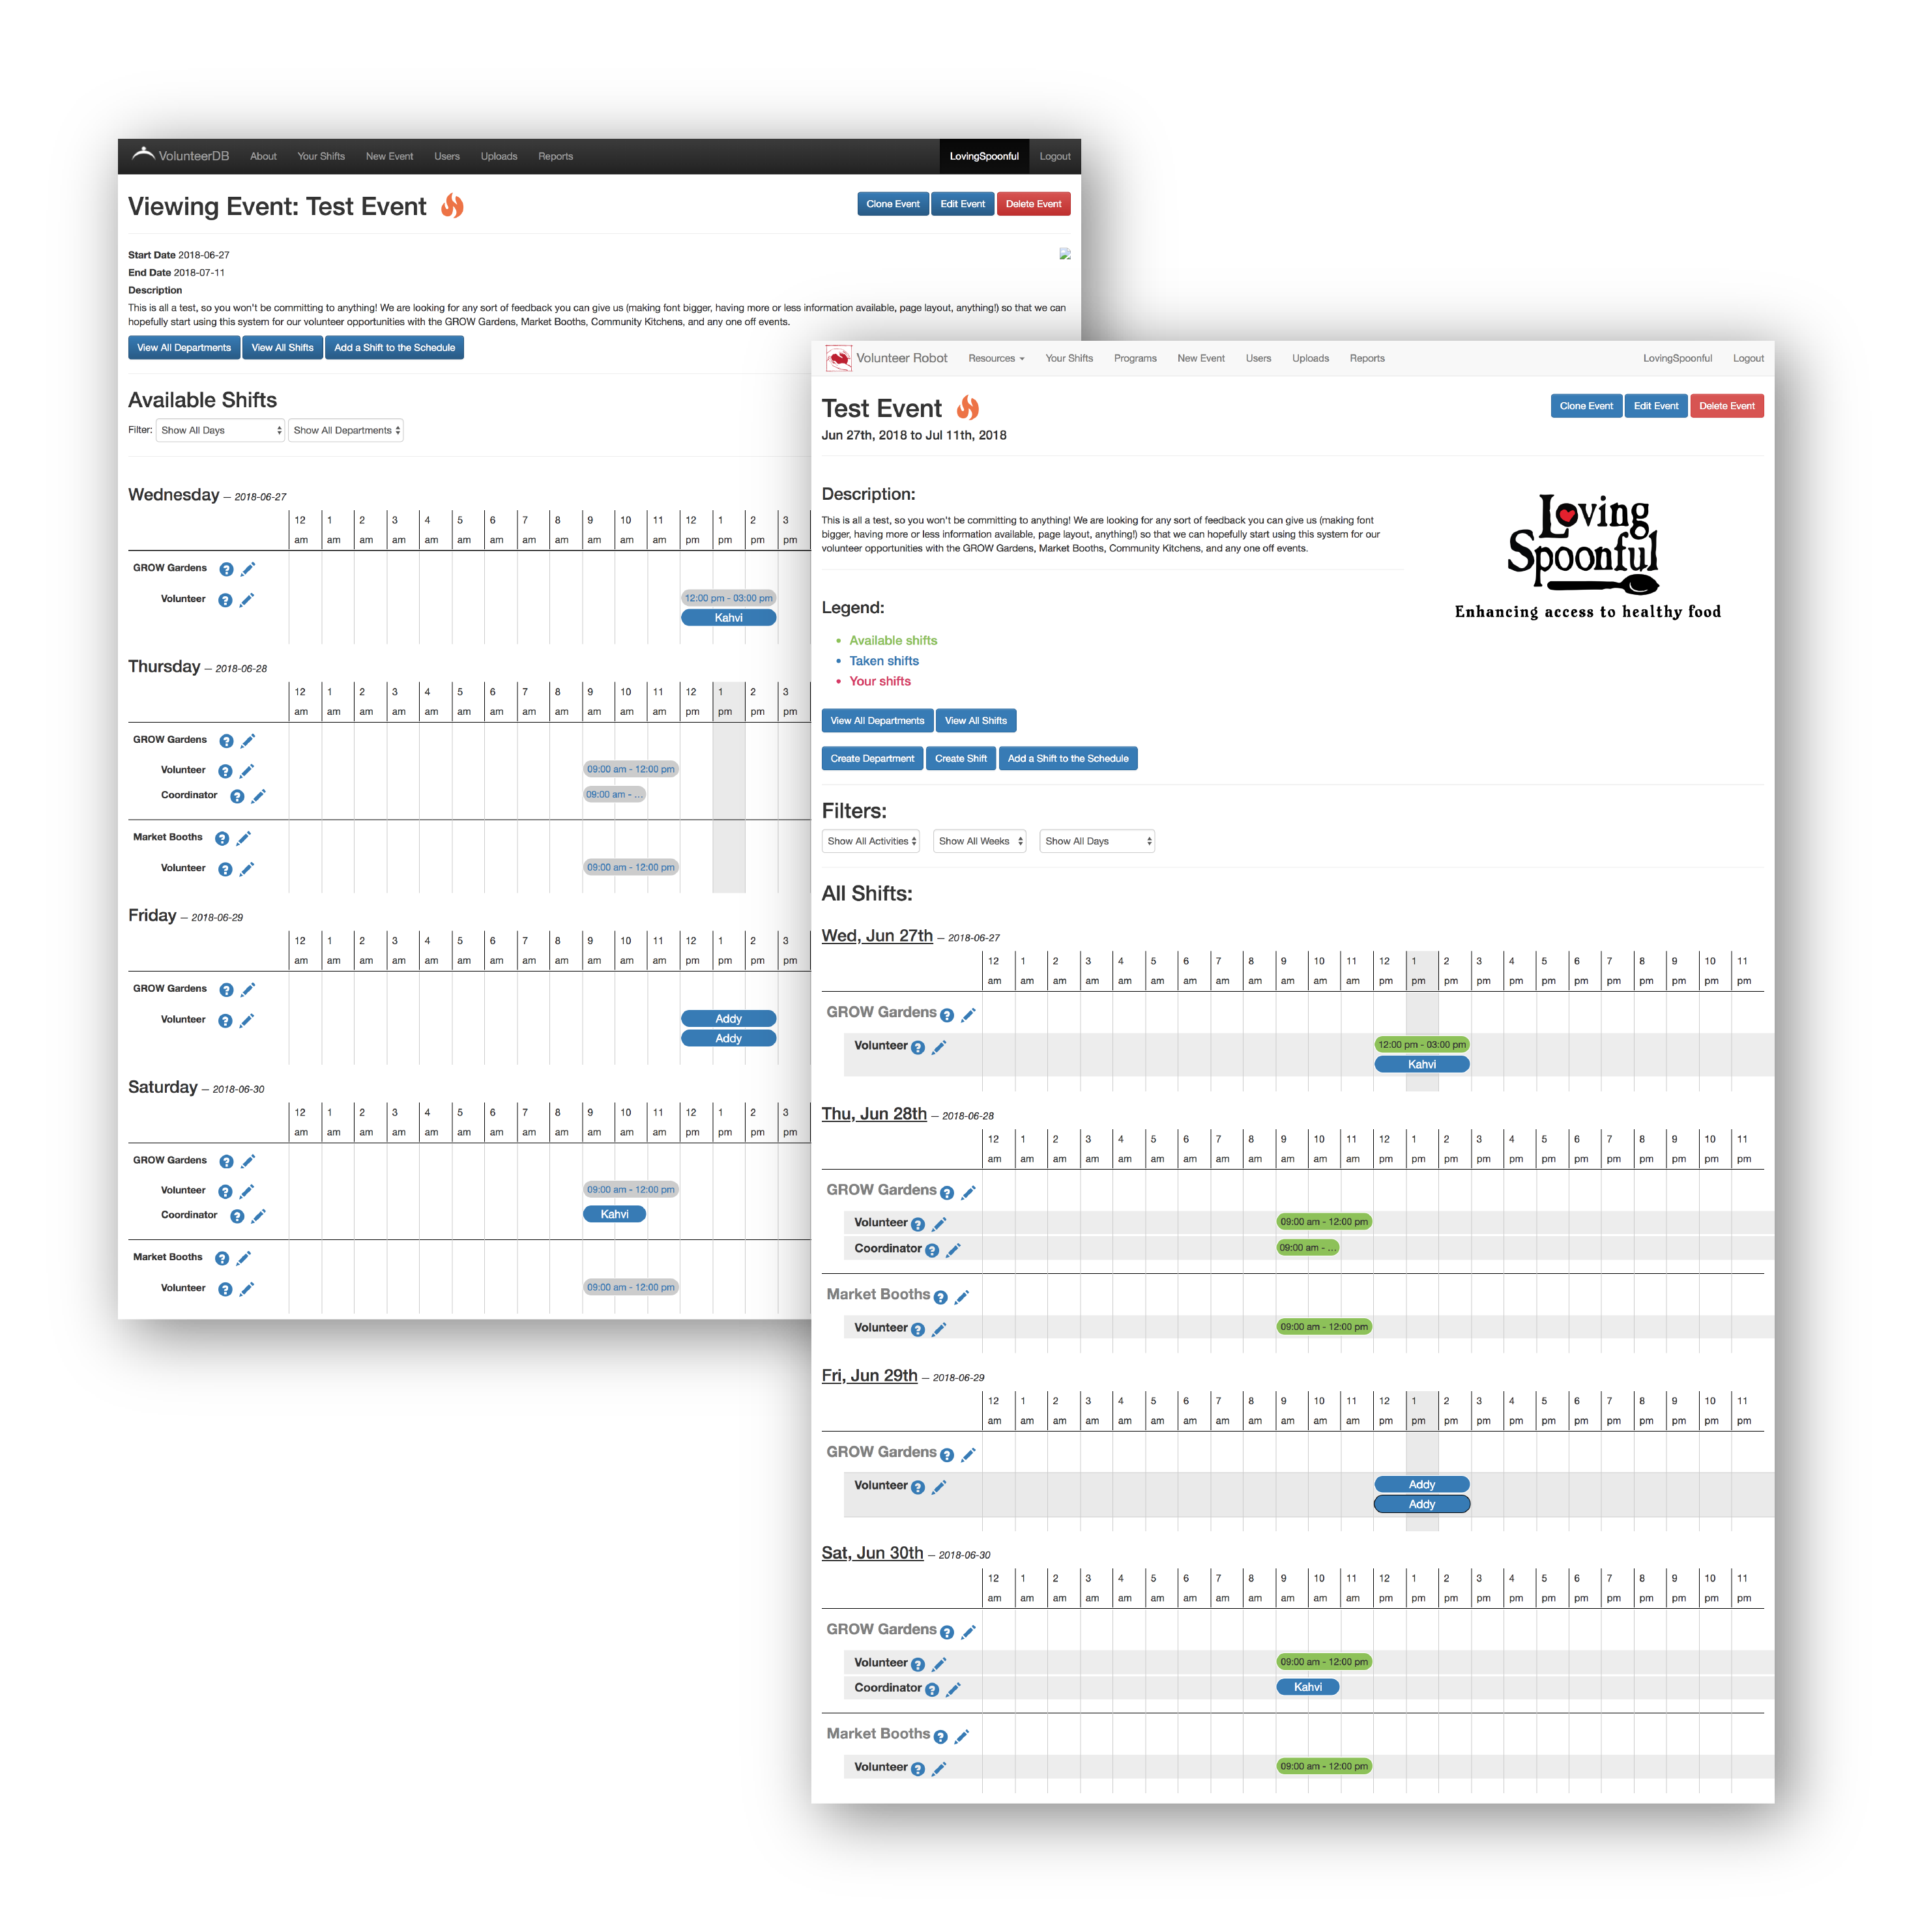 VolunteerDB About Your Shifts New Event Users Uploads Reports LovingSpoonful Logout
Viewing Event: Test Event Clone Event Edit Event Delete Event
Start Date 2018-06-27
End Date 2018-07-11
Description
This is all a test, so you won't be committing to anything! We are looking for any sort of feedback you can give us (making font bigger, having more or less information available, page layout, anything!) so that we can
hopefully start using this system for our volunteer opportunities with the GROW Gardens, Market Booths, Community Kitchens, and any one off events.
View All Departments View All Shifts Add a Shift to the Schedule
Available Shifts
Filter: Show All Days Show All Departments
Wednesday — 2018-06-27
12 1 2 3 4 5 6 7 8 9 10 11 12 1 2 3
am am am am am am am am am am am am pm pm pm pm
GROW Gardens ?
Volunteer ? 12:00 pm - 03:00 pm
Kahvi
Thursday — 2018-06-28
12 1 2 3 4 5 6 7 8 9 10 11 12 1 2 3
am am am am am am am am am am am am pm pm pm pm
GROW Gardens ?
Volunteer ? 09:00 am - 12:00 pm
Coordinator ? 09:00 am - ...
Market Booths ?
Volunteer ? 09:00 am - 12:00 pm
Friday — 2018-06-29
12 1 2 3 4 5 6 7 8 9 10 11 12 1 2 3
am am am am am am am am am am am am pm pm pm pm
GROW Gardens ?
Volunteer ? Addy
Addy
Saturday — 2018-06-30
12 1 2 3 4 5 6 7 8 9 10 11 12 1 2 3
am am am am am am am am am am am am pm pm pm pm
GROW Gardens ?
Volunteer ? 09:00 am - 12:00 pm
Coordinator ? Kahvi
Market Booths ?
Volunteer ? 09:00 am - 12:00 pm
Volunteer Robot Resources Your Shifts Programs New Event Users Uploads Reports LovingSpoonful Logout
Test Event Clone Event Edit Event Delete Event
Jun 27th, 2018 to Jul 11th, 2018
Description:
This is all a test, so you won't be committing to anything! We are looking for any sort of feedback you can give us (making font
bigger, having more or less information available, page layout, anything!) so that we can hopefully start using this system for our
volunteer opportunities with the GROW Gardens, Market Booths, Community Kitchens, and any one off events.
Loving
Spoonful
Enhancing access to healthy food
Legend:
Available shifts
Taken shifts
Your shifts
View All Departments View All Shifts
Create Department Create Shift Add a Shift to the Schedule
Filters:
Show All Activities Show All Weeks Show All Days
All Shifts:
Wed, Jun 27th — 2018-06-27
12 1 2 3 4 5 6 7 8 9 10 11 12 1 2 3 4 5 6 7 8 9 10 11
am am am am am am am am am am am am pm pm pm pm pm pm pm pm pm pm pm pm
GROW Gardens ?
Volunteer ? 12:00 pm - 03:00 pm
Kahvi
Thu, Jun 28th — 2018-06-28
12 1 2 3 4 5 6 7 8 9 10 11 12 1 2 3 4 5 6 7 8 9 10 11
am am am am am am am am am am am am pm pm pm pm pm pm pm pm pm pm pm pm
GROW Gardens ?
Volunteer ? 09:00 am - 12:00 pm
Coordinator ? 09:00 am - ...
Market Booths ?
Volunteer ? 09:00 am - 12:00 pm
Fri, Jun 29th — 2018-06-29
12 1 2 3 4 5 6 7 8 9 10 11 12 1 2 3 4 5 6 7 8 9 10 11
am am am am am am am am am am am am pm pm pm pm pm pm pm pm pm pm pm pm
GROW Gardens ?
Volunteer ? Addy
Addy
Sat, Jun 30th — 2018-06-30
12 1 2 3 4 5 6 7 8 9 10 11 12 1 2 3 4 5 6 7 8 9 10 11
am am am am am am am am am am am am pm pm pm pm pm pm pm pm pm pm pm pm
GROW Gardens ?
Volunteer ? 09:00 am - 12:00 pm
Coordinator ? Kahvi
Market Booths ?
Volunteer ? 09:00 am - 12:00 pm